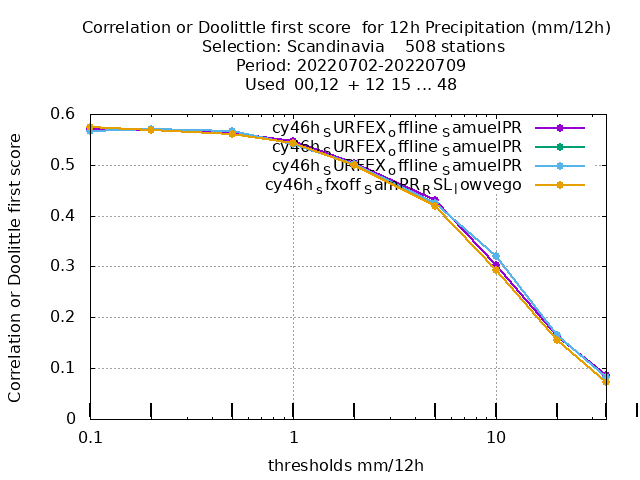 Correlation or Doolittle first score  for 12h Precipitation (mm/12h)
Selection: Scandinavia    508 stations
Period: 20220702-20220709
Used  00,12  + 12 15 ... 48
cy46h_SURFEX_offline_SamuelPR
cy46h_SURFEX_offline_SamuelPR
cy46h_SURFEX_offline_SamuelPR
cy46h_sfxoff_SamPR_RSL_lowvego
Correlation or Doolittle first score
0.6
0.5
0.4
0.3
0.2
0.1
0
0.1 1 10
thresholds mm/12h